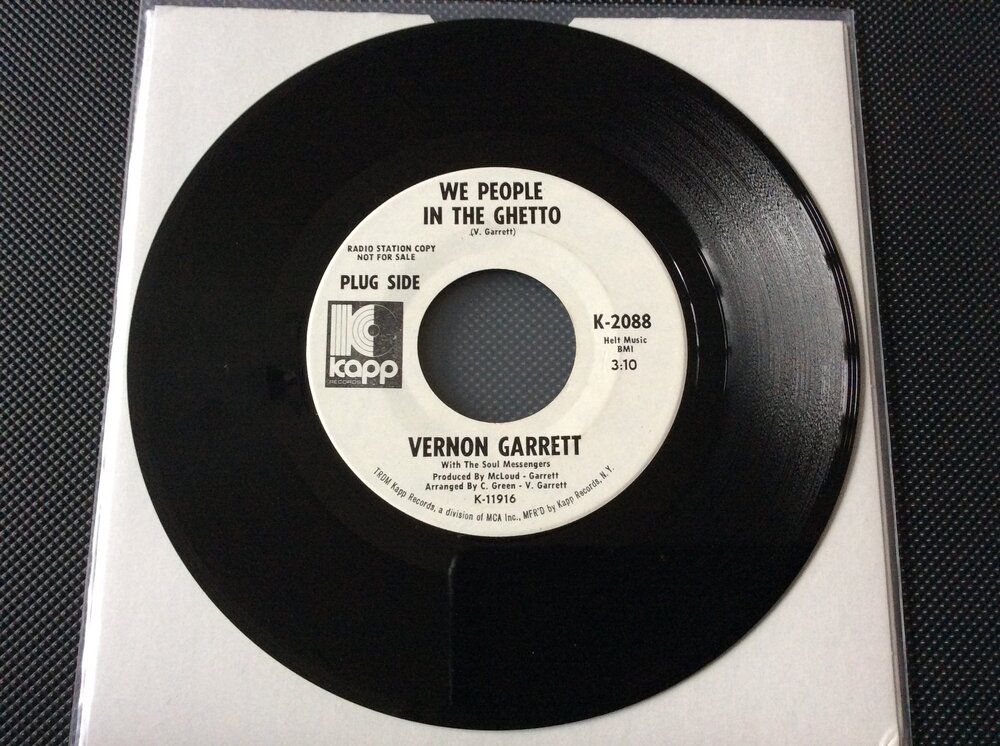 WE PEOPLE
IN THE GHETTO
(V. Garrett)
RADIO STATION COPY
NOT FOR SALE
PLUG SIDE
kapp
RECORDS
K-2088
Helt Music
BMI
3:10
VERNON GARRETT
With The Soul Messengers
Produced By McLoud - Garrett
Arranged By C. Green - V. Garrett
K-11916
TRDM Kapp Records, a division of MCA Inc., MFR'D by Kapp Records, N.Y.